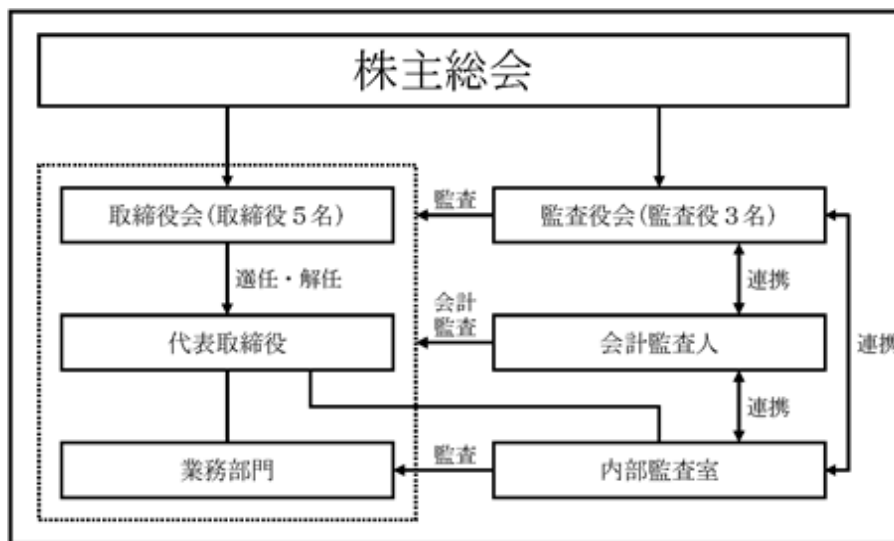 株主総会
取締役会(取締役５名)
監査
監査役会(監査役３名)
選任・解任
連携
会計
監査
代表取締役
会計監査人
連携
連携
業務部門
監査
内部監査室